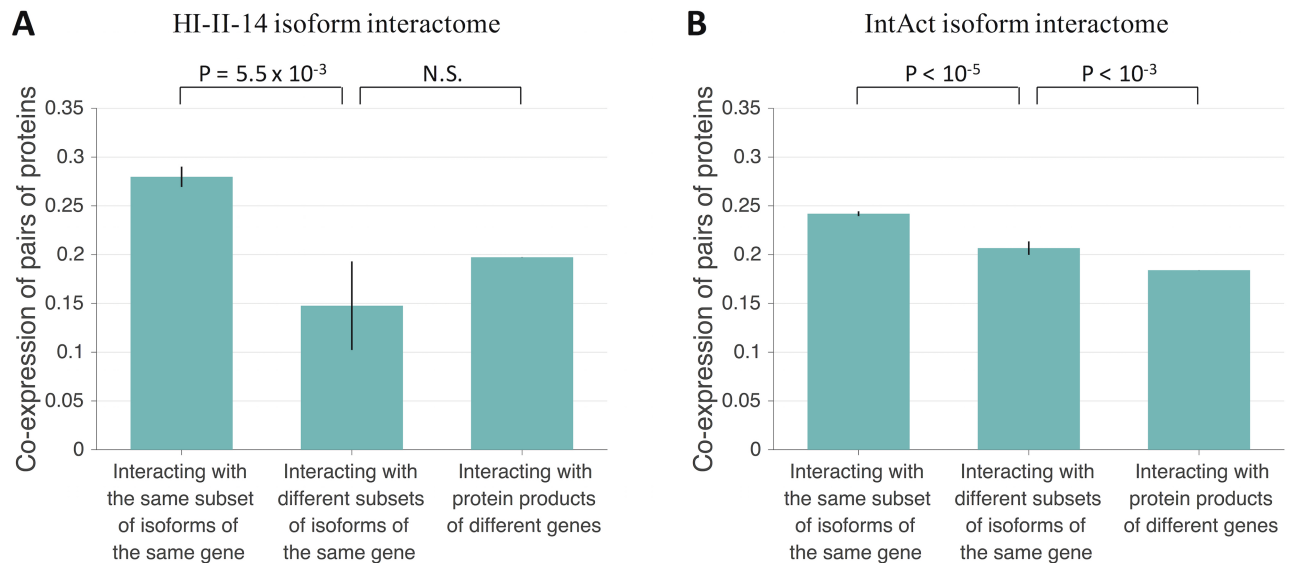 A
HI-II-14 isoform interactome
P = 5.5 x 10-3
N.S.
Co-expression of pairs of proteins
0.35
0.3
0.25
0.2
0.15
0.1
0.05
0
Interacting with
the same subset
of isoforms of
the same gene
Interacting with
different subsets
of isoforms of
the same gene
Interacting with
protein products
of different genes
B
IntAct isoform interactome
P < 10-5
P < 10-3
Co-expression of pairs of proteins
0.35
0.3
0.25
0.2
0.15
0.1
0.05
0
Interacting with
the same subset
of isoforms of
the same gene
Interacting with
different subsets
of isoforms of
the same gene
Interacting with
protein products
of different genes